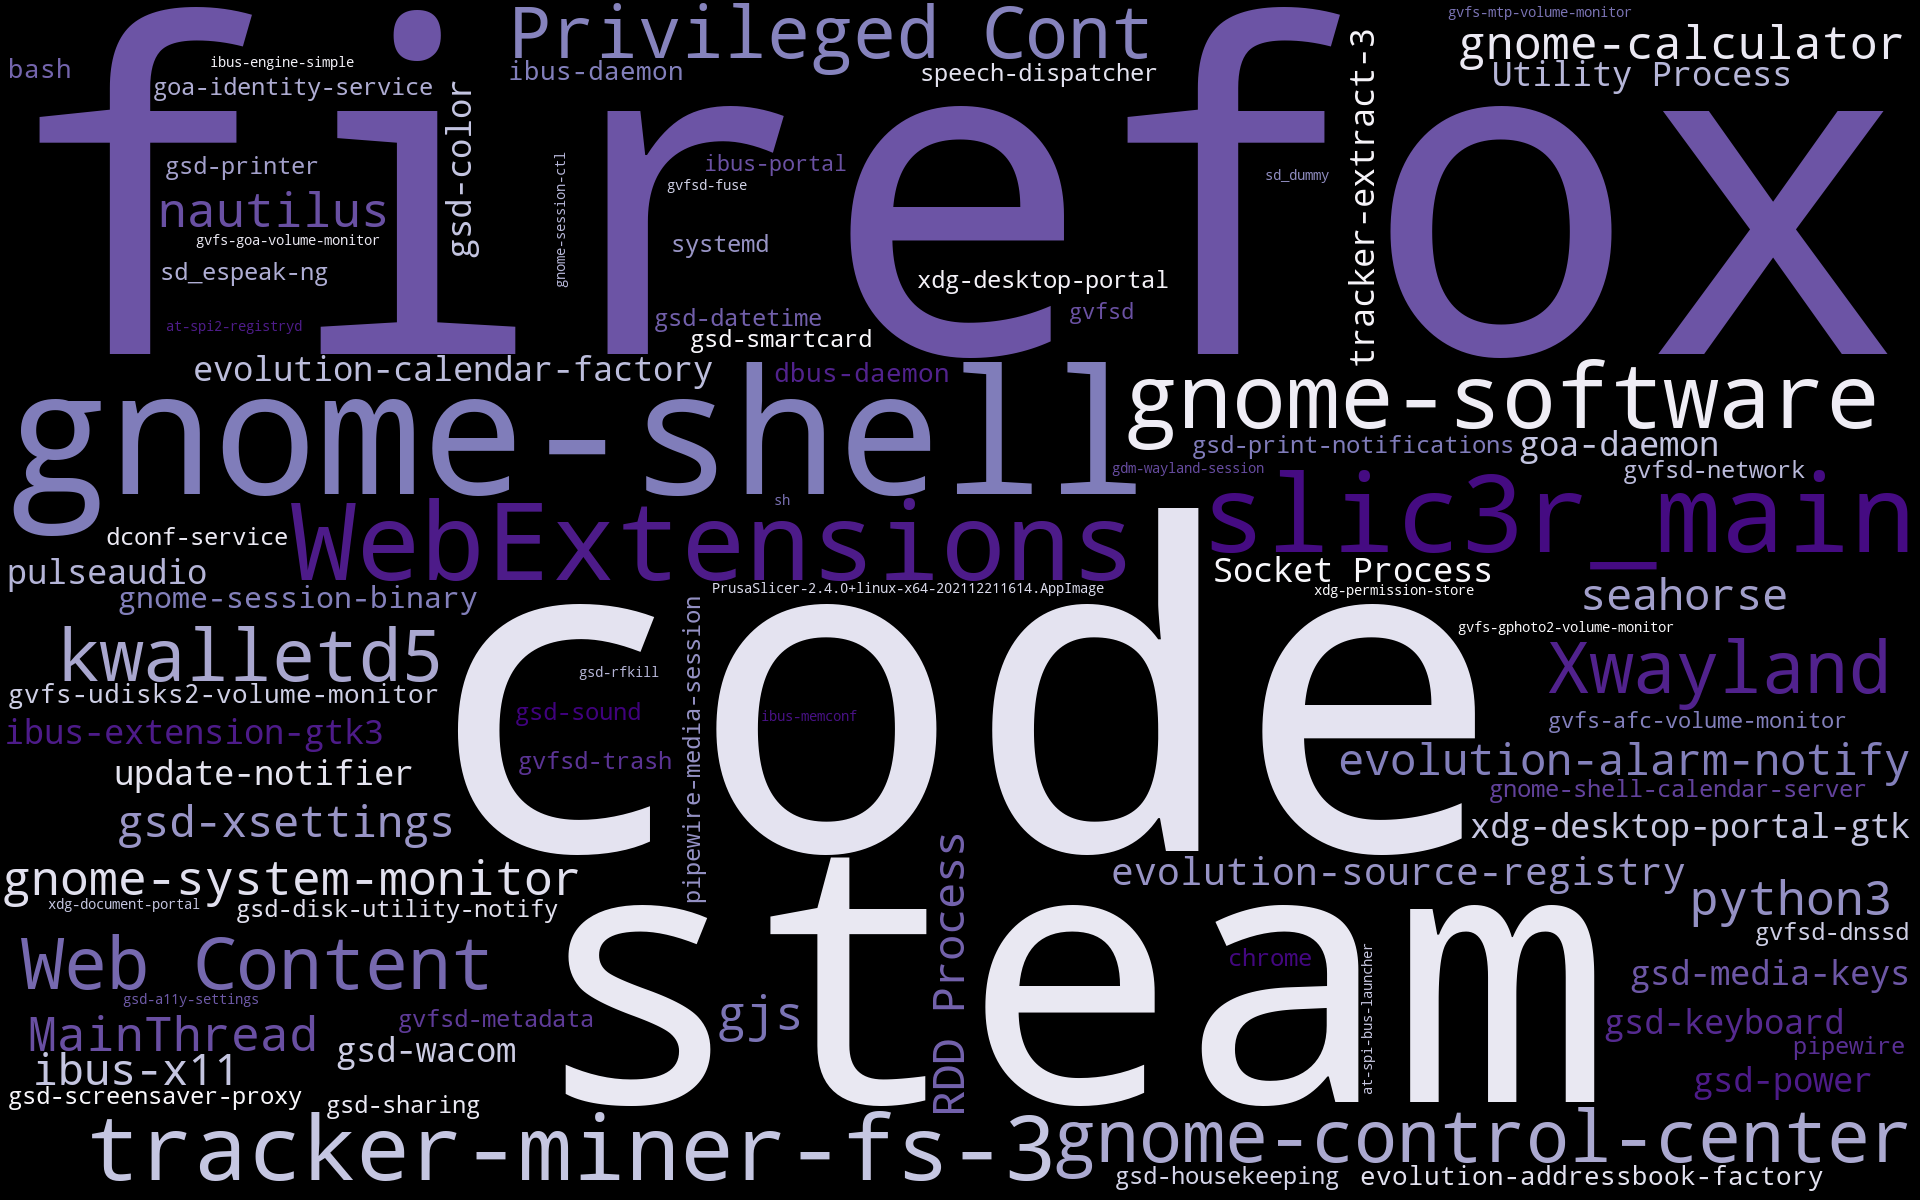 firefox
Privileged Cont
gvfs-mtp-volume-monitor
gnome-calculator
Utility Process
bash
ibus-engine-simple
goa-identity-service
ibus-daemon
speech-dispatcher
tracker-extract-3
gsd-color
gsd-printer
gnome-session-ctl
ibus-portal
gvfsd-fuse
sd_dummy
nautilus
gvfs-goa-volume-monitor
systemd
sd_espeak-ng
xdg-desktop-portal
at-spi2-registryd
gsd-datetime
gvfsd
gsd-smartcard
evolution-calendar-factory
dbus-daemon
gnome-shell
gnome-software
gsd-print-notifications
goa-daemon
gdm-wayland-session
gvfsd-network
sh
WebExtensions
slic3r_main
dconf-service
pulseaudio
Socket Process
PrusaSlicer-2.4.0+linux-x64-202112211614.AppImage
xdg-permission-store
gnome-session-binary
seahorse
code
pipewire-media-session
gvfs-gphoto2-volume-monitor
kwalletd5
gsd-rfkill
Xwayland
gvfs-udisks2-volume-monitor
gsd-sound
ibus-memconf
gvfs-afc-volume-monitor
ibus-extension-gtk3
gvfsd-trash
evolution-alarm-notify
update-notifier
gnome-shell-calendar-server
gsd-xsettings
xdg-desktop-portal-gtk
RDD Process
evolution-source-registry
gnome-system-monitor
xdg-document-portal
gsd-disk-utility-notify
python3
gvfsd-dnssd
steam
Web Content
chrome
at-spi-bus-launcher
gsd-media-keys
gsd-a11y-settings
gvfsd-metadata
gjs
MainThread
gsd-keyboard
gsd-wacom
pipewire
ibus-x11
gsd-power
gsd-screensaver-proxy
gsd-sharing
tracker-miner-fs-3
gnome-control-center
gsd-housekeeping
evolution-addressbook-factory